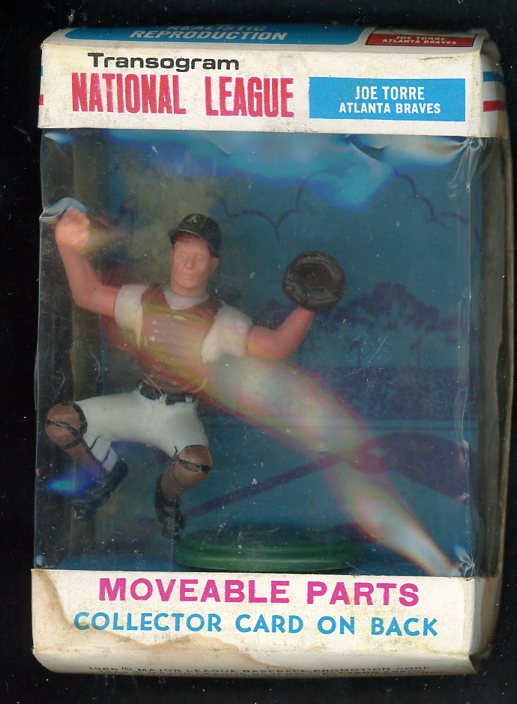 REALISTIC
REPRODUCTION
JOE TORRE
ATLANTA BRAVES
Transogram
NATIONAL LEAGUE
JOE TORRE
ATLANTA BRAVES
MOVEABLE PARTS
COLLECTOR CARD ON BACK
© MAJOR LEAGUE BASEBALL PROMOTION CORP